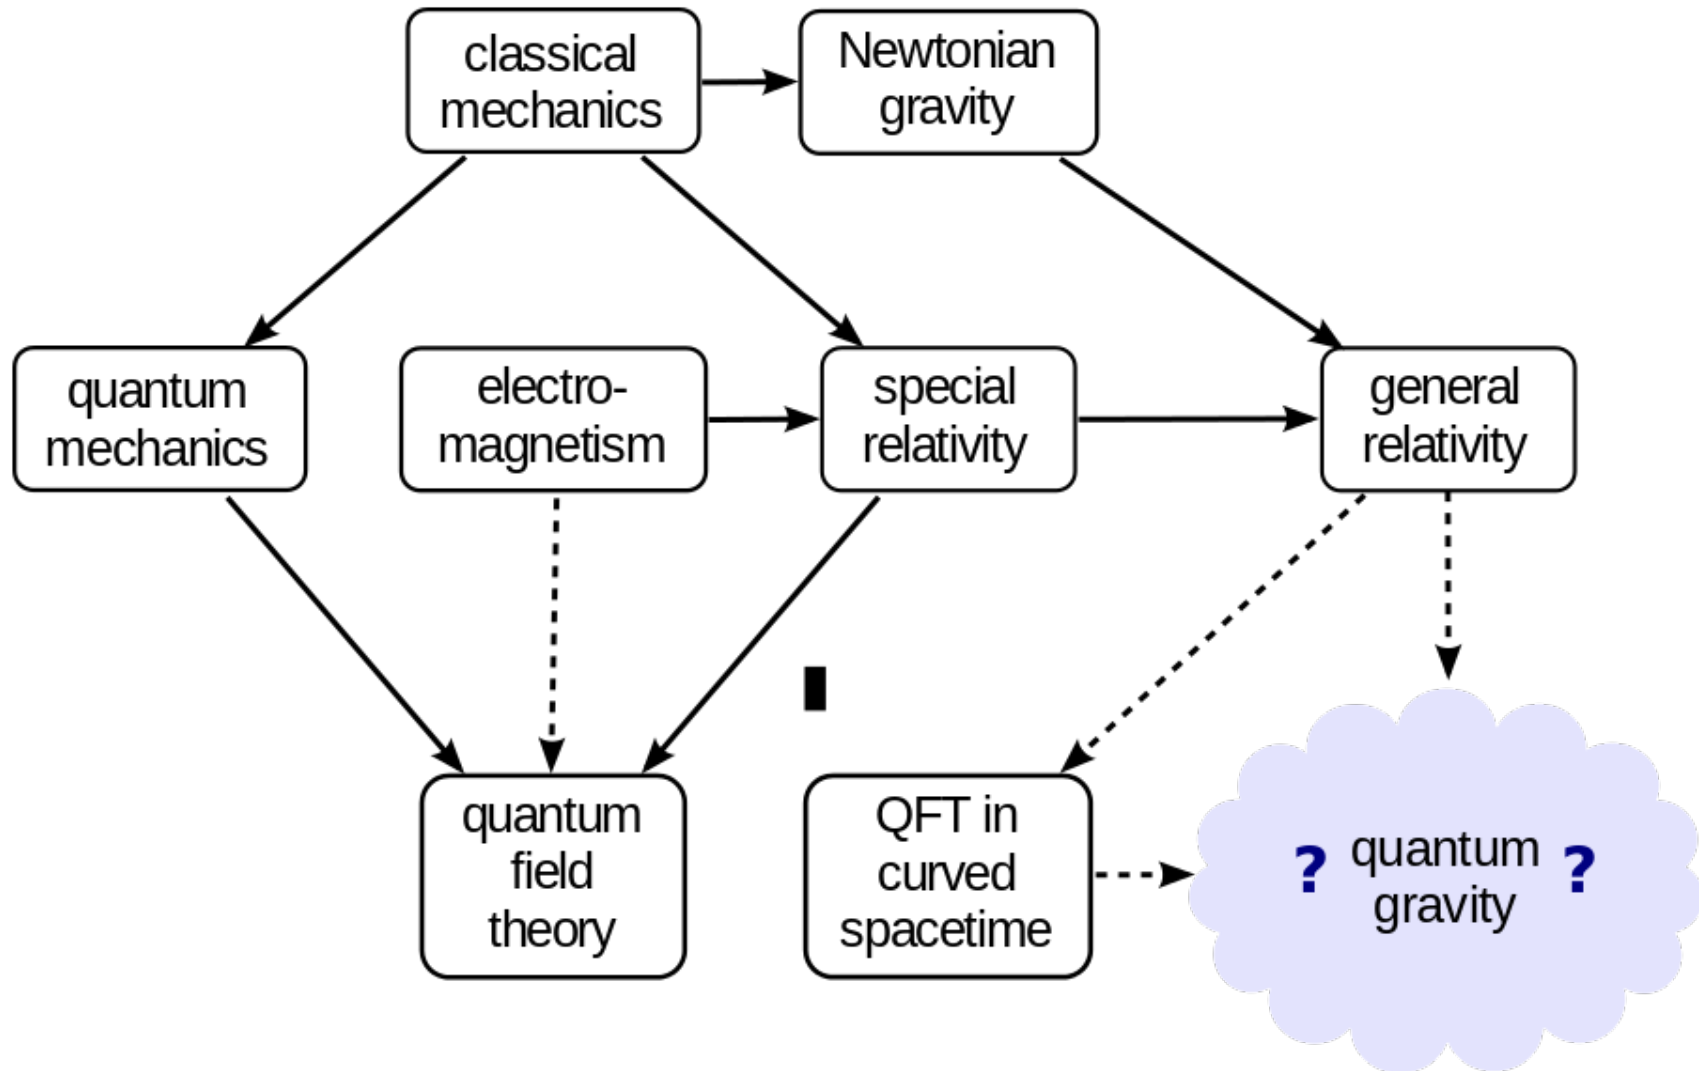 classical
mechanics
Newtonian
gravity
quantum
mechanics
electro-
magnetism
special
relativity
general
relativity
quantum
field
theory
QFT in
curved
spacetime
? quantum ?
gravity